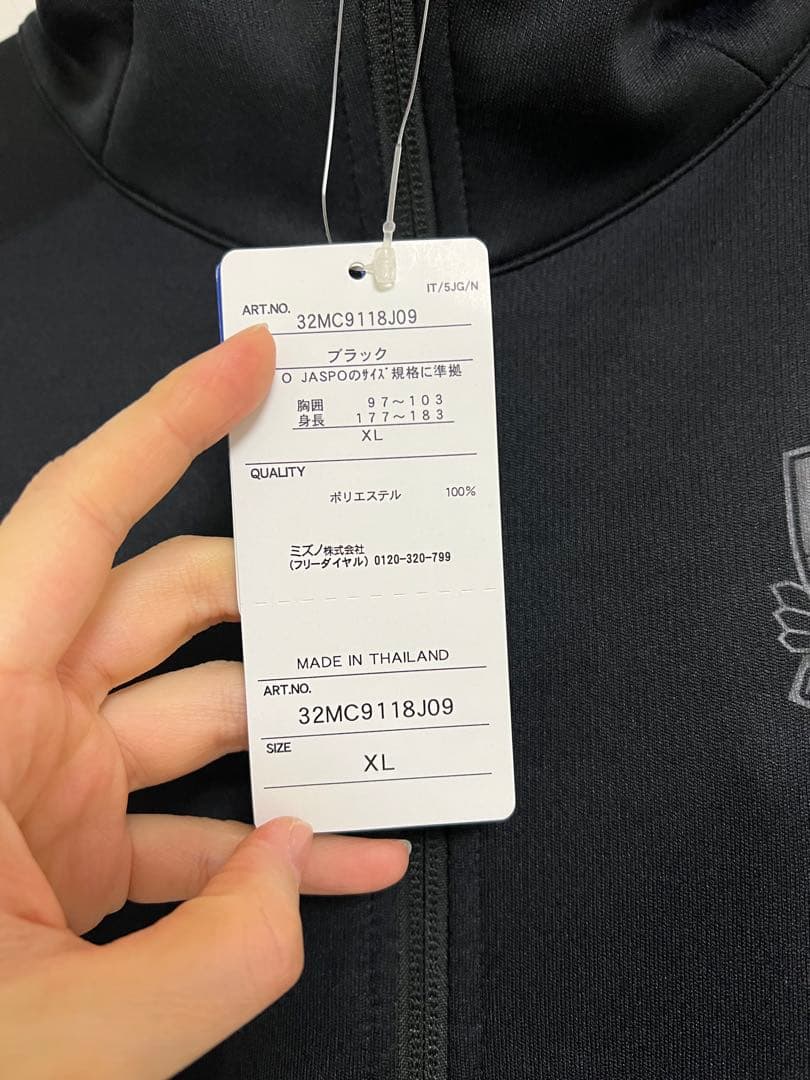 IT/5JG/N
ART.NO.
32MC9118J09
ブラック
O JASPOのサイズ規格に準拠
胸囲 97〜103
身長 177〜183
XL
QUALITY
ポリエステル 100%
ミズノ株式会社
(フリーダイヤル) 0120-320-799
MADE IN THAILAND
ART.NO.
32MC9118J09
SIZE
XL